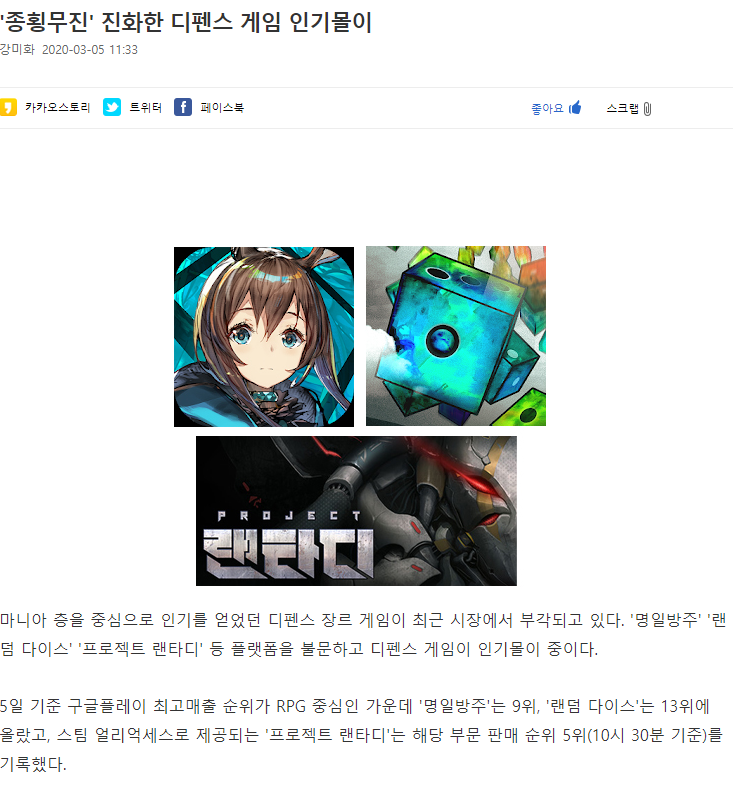 '종횡무진' 진화한 디펜스 게임 인기몰이
강미화 2020-03-05 11:33
카카오스토리 트위터 페이스북 좋아요 스크랩
PROJECT
랜타디
마니아 층을 중심으로 인기를 얻었던 디펜스 장르 게임이 최근 시장에서 부각되고 있다. '명일방주' '랜
덤 다이스' '프로젝트 랜타디' 등 플랫폼을 불문하고 디펜스 게임이 인기몰이 중이다.
5일 기준 구글플레이 최고매출 순위가 RPG 중심인 가운데 '명일방주'는 9위, '랜덤 다이스'는 13위에
올랐고, 스팀 얼리억세스로 제공되는 '프로젝트 랜타디'는 해당 부문 판매 순위 5위(10시 30분 기준)를
기록했다.